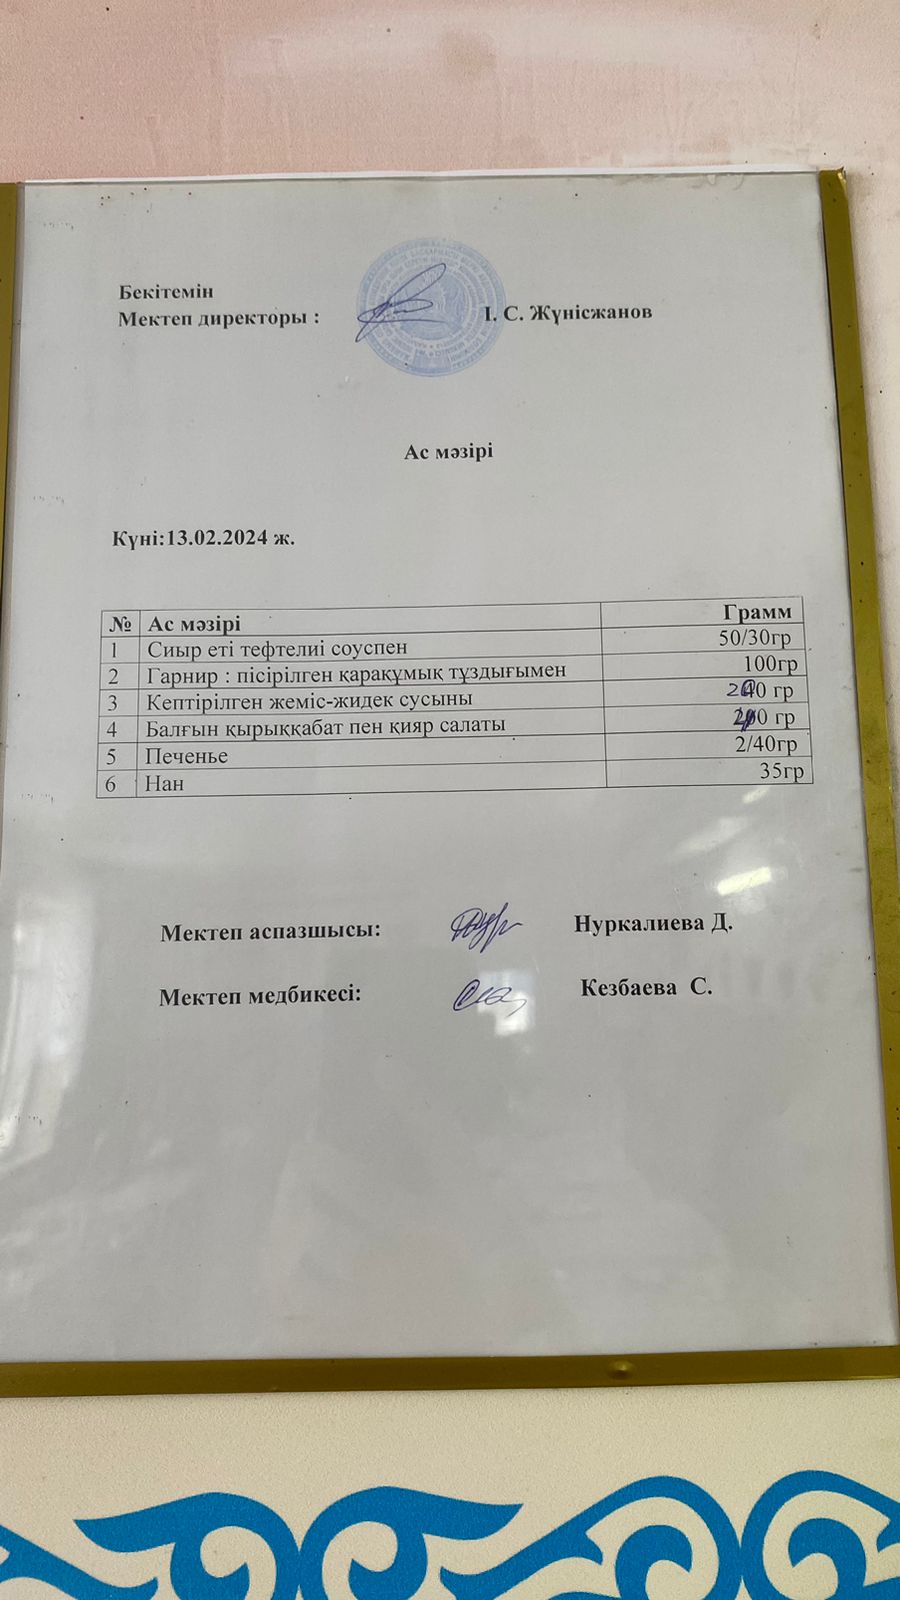 Бекітемін
Мектеп директоры : І. С. Жүнісжанов
Ас мәзірі
Күні:13.02.2024 ж.
№ Ас мәзірі Грамм
1 Сиыр еті тефтелиі соуспен 50/30гр
2 Гарнир : пісірілген қарақұмық тұздығымен 100гр
3 Кептірілген жеміс-жидек сусыны 200 гр
4 Балғын қырыққабат пен қияр салаты гр
5 Печенье 2/40гр
6 Нан 35гр
Мектеп аспазшысы: Нуркалиева Д.
Мектеп медбикесі: Кезбаева С.